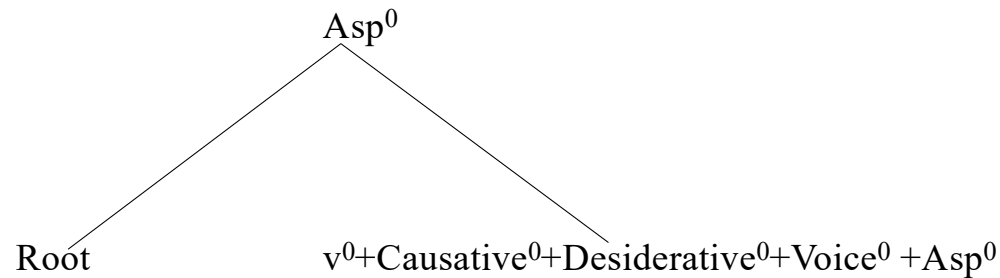 Asp⁰
Root v⁰+Causative⁰+Desiderative⁰+Voice⁰ +Asp⁰